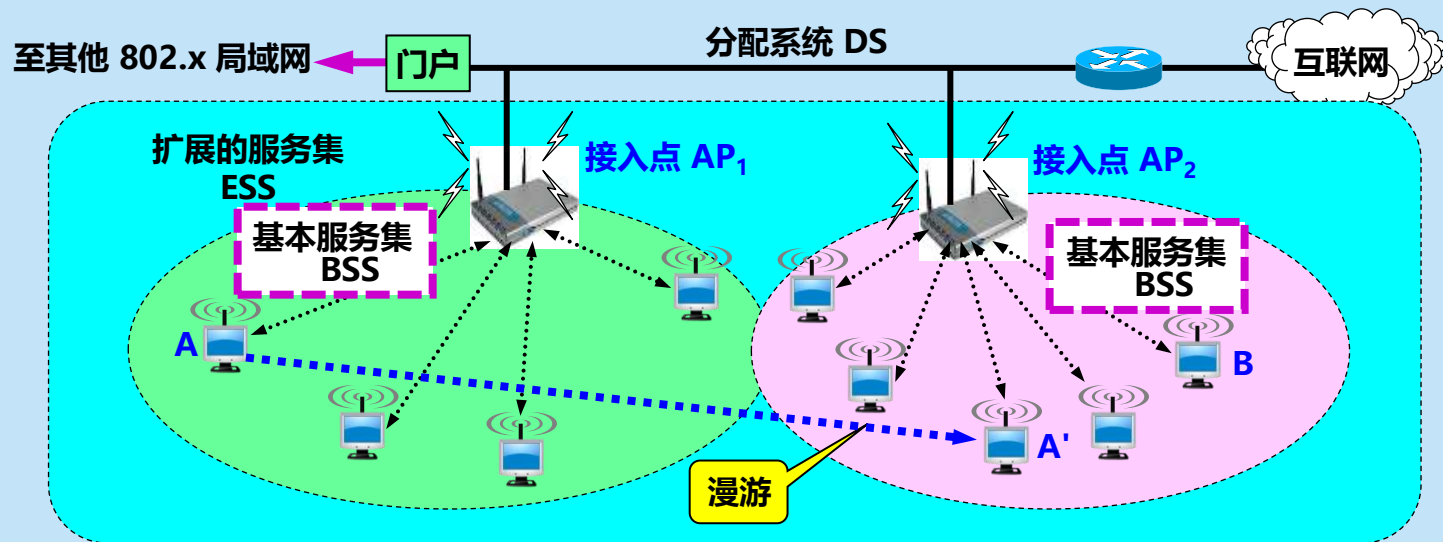 分配系统 DS
至其他 802.x 局域网
门户
互联网
扩展的服务集
ESS
接入点 AP₁
接入点 AP₂
基本服务集
BSS
基本服务集
BSS
A
B
A'
漫游